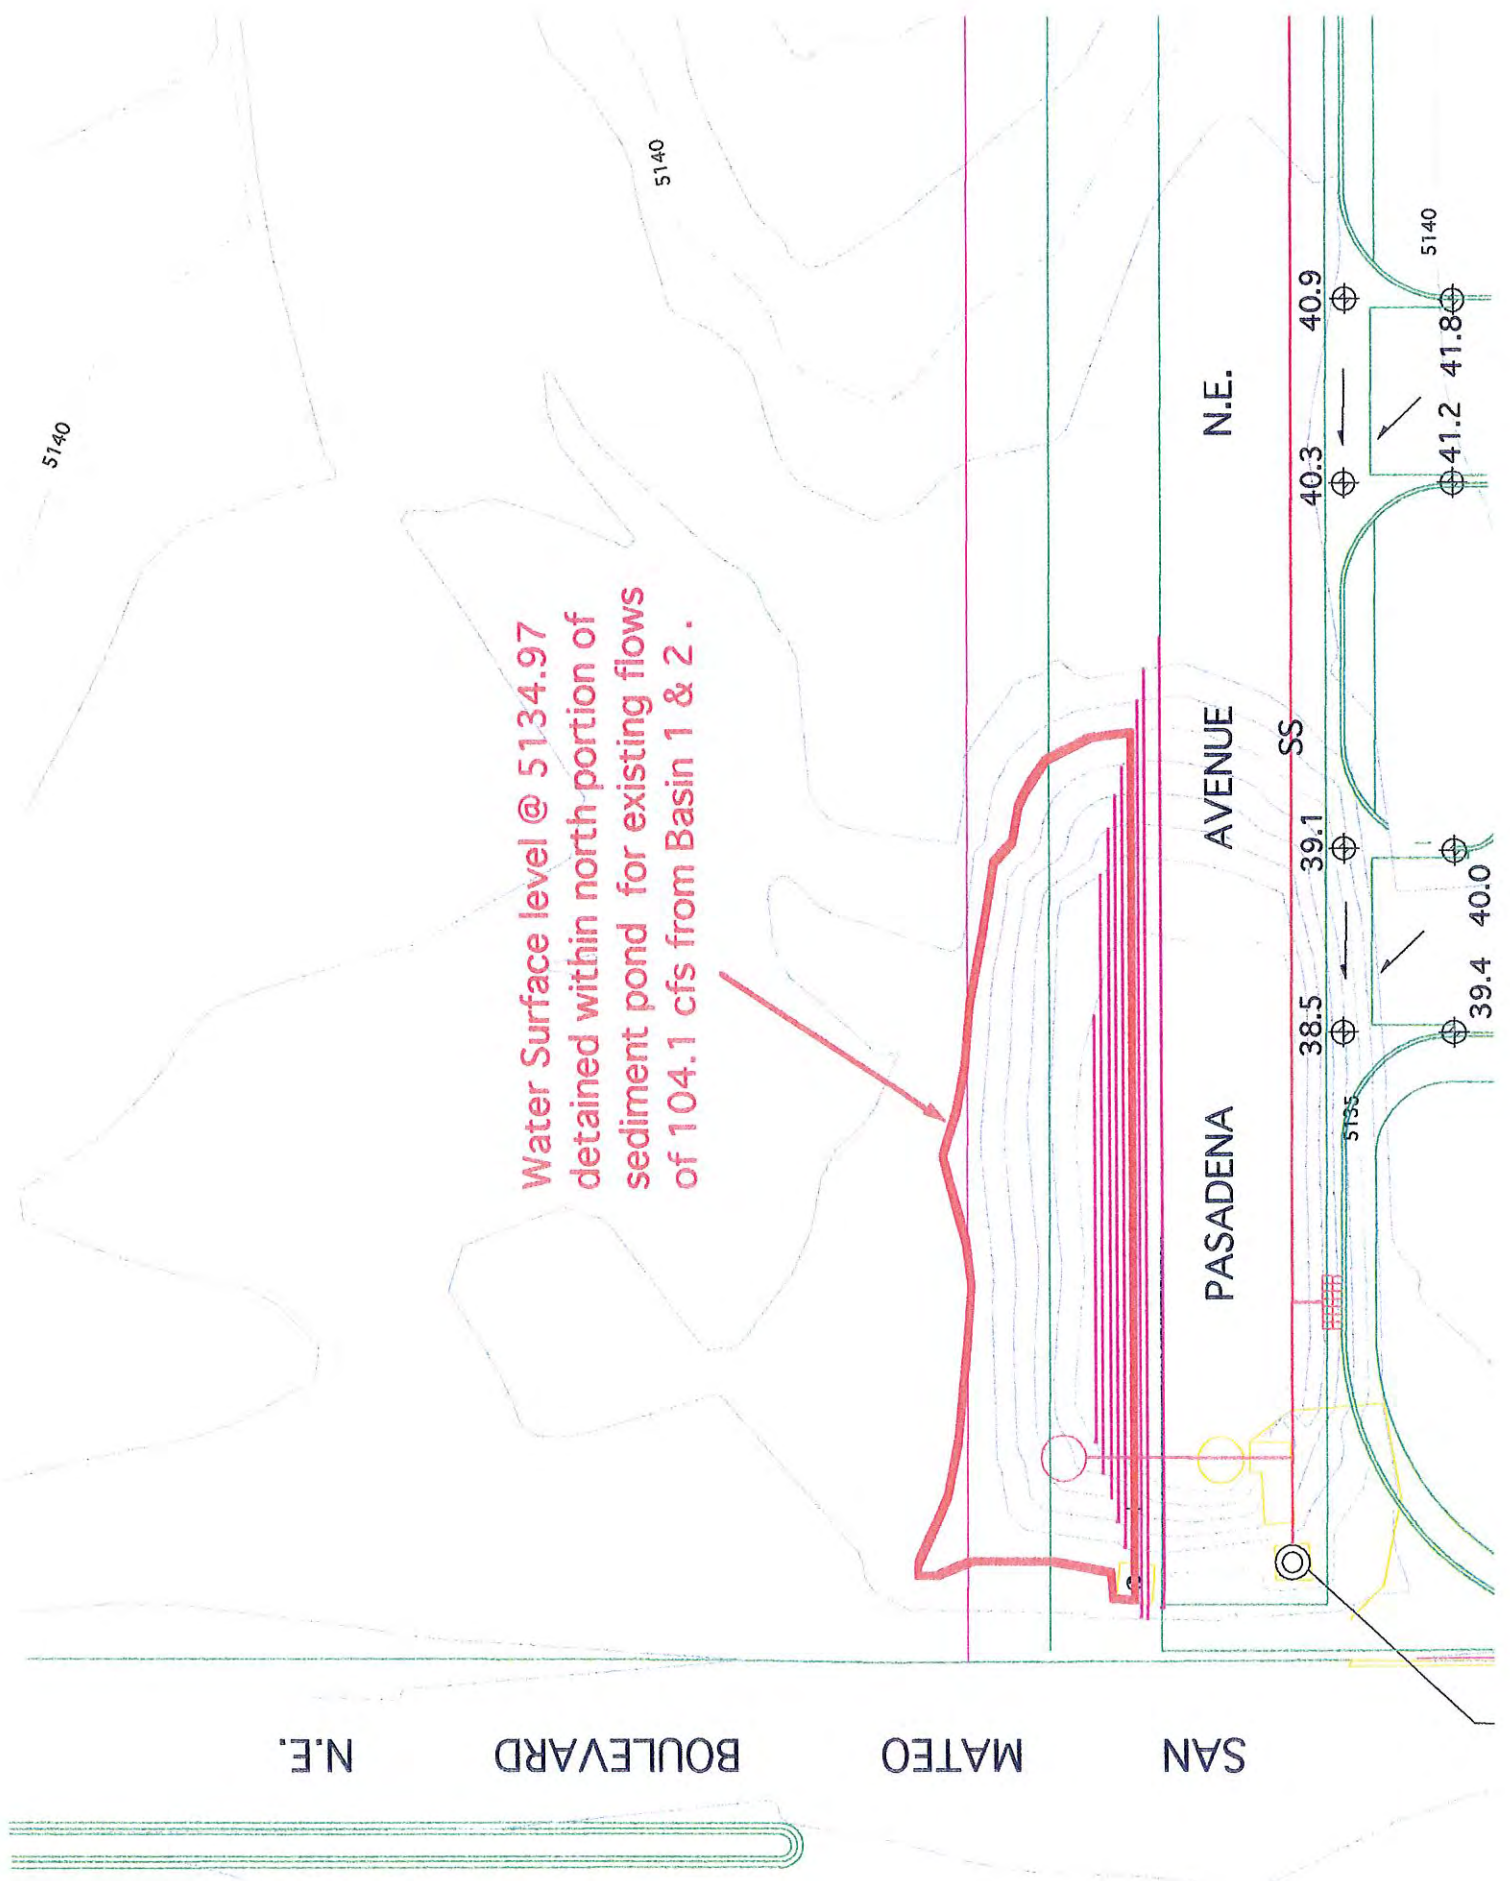 5140
5140
Water Surface level @ 5134.97
detained within north portion of
sediment pond for existing flows
of 104.1 cfs from Basin 1 & 2 .
PASADENA AVENUE N.E.
SS
38.5
39.1
40.3
40.9
5135
39.4
40.0
41.2
41.8
5140
SAN MATEO BOULEVARD N.E.